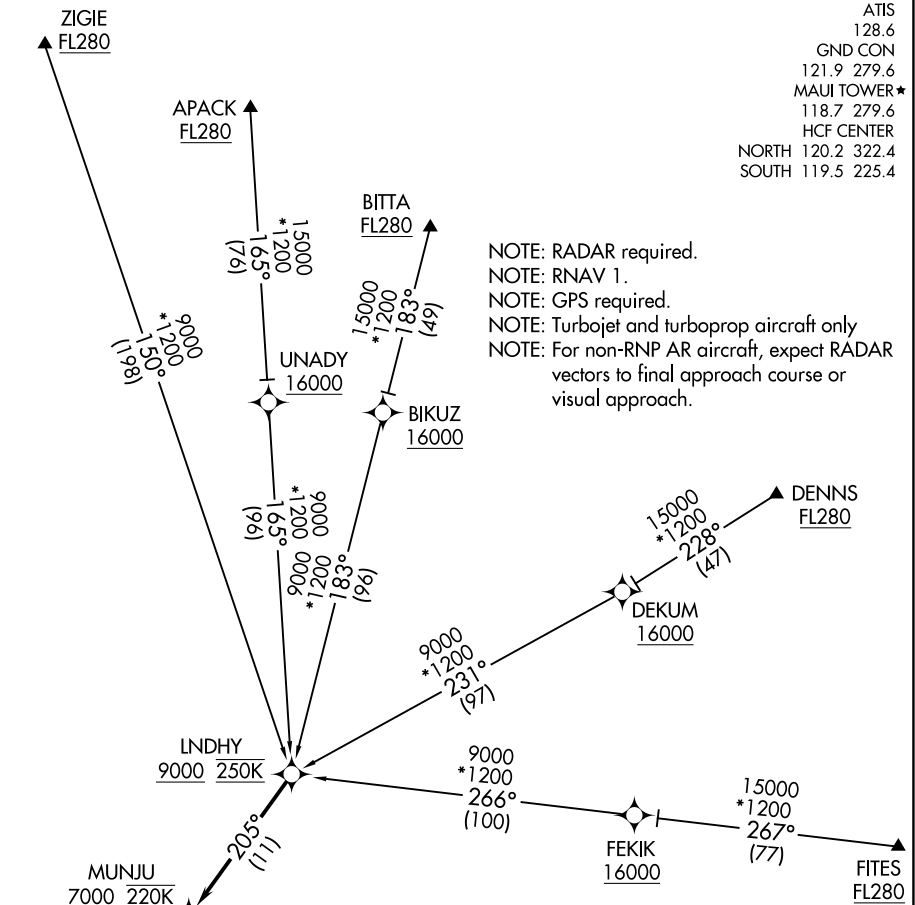 ZIGIE
FL280
ATIS
128.6
GND CON
121.9 279.6
MAUI TOWER★
118.7 279.6
HCF CENTER
NORTH 120.2 322.4
SOUTH 119.5 225.4
APACK
FL280
BITTA
FL280
15000
*1200
165°
(76)
15000
*1200
183°
(49)
NOTE: RADAR required.
NOTE: RNAV 1.
NOTE: GPS required.
NOTE: Turbojet and turboprop aircraft only
NOTE: For non-RNP AR aircraft, expect RADAR
vectors to final approach course or
visual approach.
9000
*1200
150°
(198)
UNADY
16000
BIKUZ
16000
9000
*1200
165°
(96)
9000
*1200
183°
(96)
DENNS
FL280
15000
*1200
228°
(47)
DEKUM
16000
9000
*1200
231°
(97)
LNDHY
9000 250K
9000
*1200
266°
(100)
15000
*1200
267°
(77)
FEKIK
16000
FITES
FL280
205°
(11)
MUNJU
7000 220K